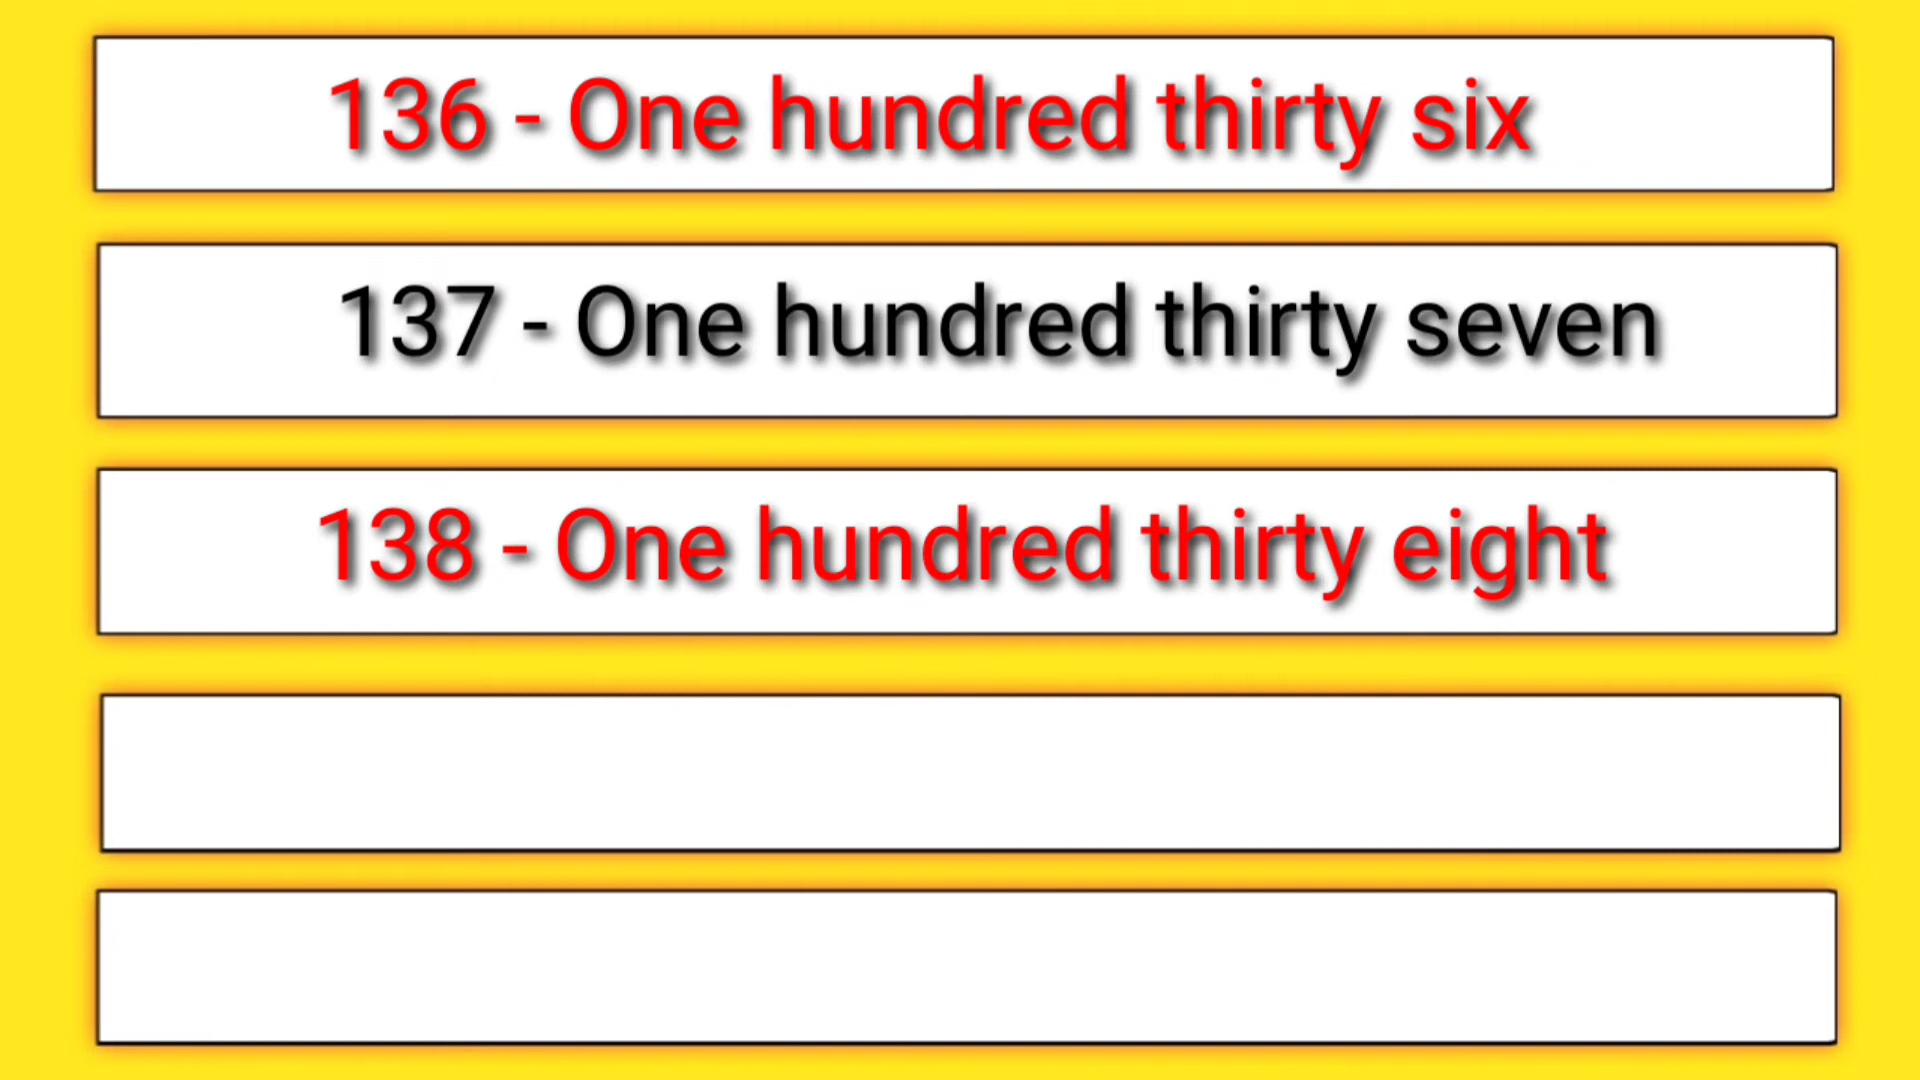 136 - One hundred thirty six
137 - One hundred thirty seven
138 - One hundred thirty eight